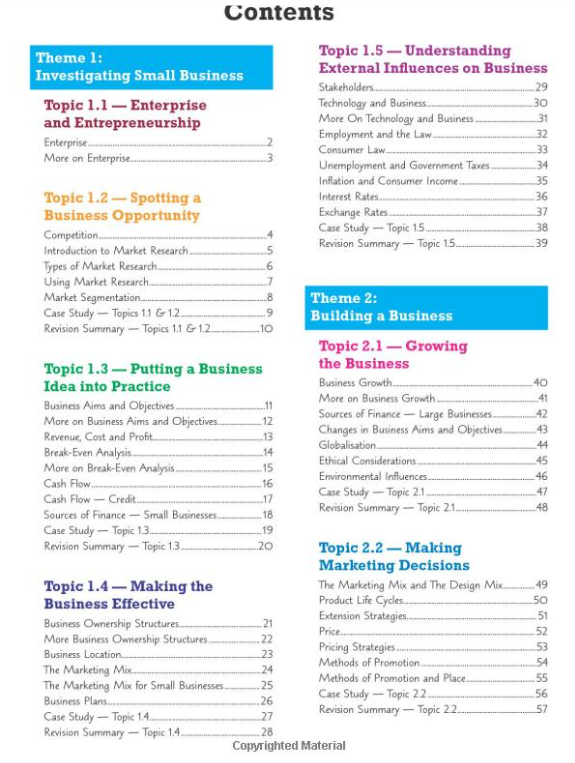 Contents
Theme 1:
Investigating Small Business
Topic 1.1 — Enterprise
and Entrepreneurship
Enterprise 2
More on Enterprise 3
Topic 1.2 — Spotting a
Business Opportunity
Competition 4
Introduction to Market Research 5
Types of Market Research 6
Using Market Research 7
Market Segmentation 8
Case Study — Topics 1.1 & 1.2 9
Revision Summary — Topics 1.1 & 1.2 10
Topic 1.3 — Putting a Business
Idea into Practice
Business Aims and Objectives 11
More on Business Aims and Objectives 12
Revenue, Cost and Profit 13
Break-Even Analysis 14
More on Break-Even Analysis 15
Cash Flow 16
Cash Flow — Credit 17
Sources of Finance — Small Businesses 18
Case Study — Topic 1.3 19
Revision Summary — Topic 1.3 20
Topic 1.4 — Making the
Business Effective
Business Ownership Structures 21
More Business Ownership Structures 22
Business Location 23
The Marketing Mix 24
The Marketing Mix for Small Businesses 25
Business Plans 26
Case Study — Topic 1.4 27
Revision Summary — Topic 1.4 28
Topic 1.5 — Understanding
External Influences on Business
Stakeholders 29
Technology and Business 30
More On Technology and Business 31
Employment and the Law 32
Consumer Law 33
Unemployment and Government Taxes 34
Inflation and Consumer Income 35
Interest Rates 36
Exchange Rates 37
Case Study — Topic 1.5 38
Revision Summary — Topic 1.5 39
Theme 2:
Building a Business
Topic 2.1 — Growing
the Business
Business Growth 40
More on Business Growth 41
Sources of Finance — Large Businesses 42
Changes in Business Aims and Objectives 43
Globalisation 44
Ethical Considerations 45
Environmental Influences 46
Case Study — Topic 2.1 47
Revision Summary — Topic 2.1 48
Topic 2.2 — Making
Marketing Decisions
The Marketing Mix and The Design Mix 49
Product Life Cycles 50
Extension Strategies 51
Price 52
Pricing Strategies 53
Methods of Promotion 54
Methods of Promotion and Place 55
Case Study — Topic 2.2 56
Revision Summary — Topic 2.2 57
Copyrighted Material